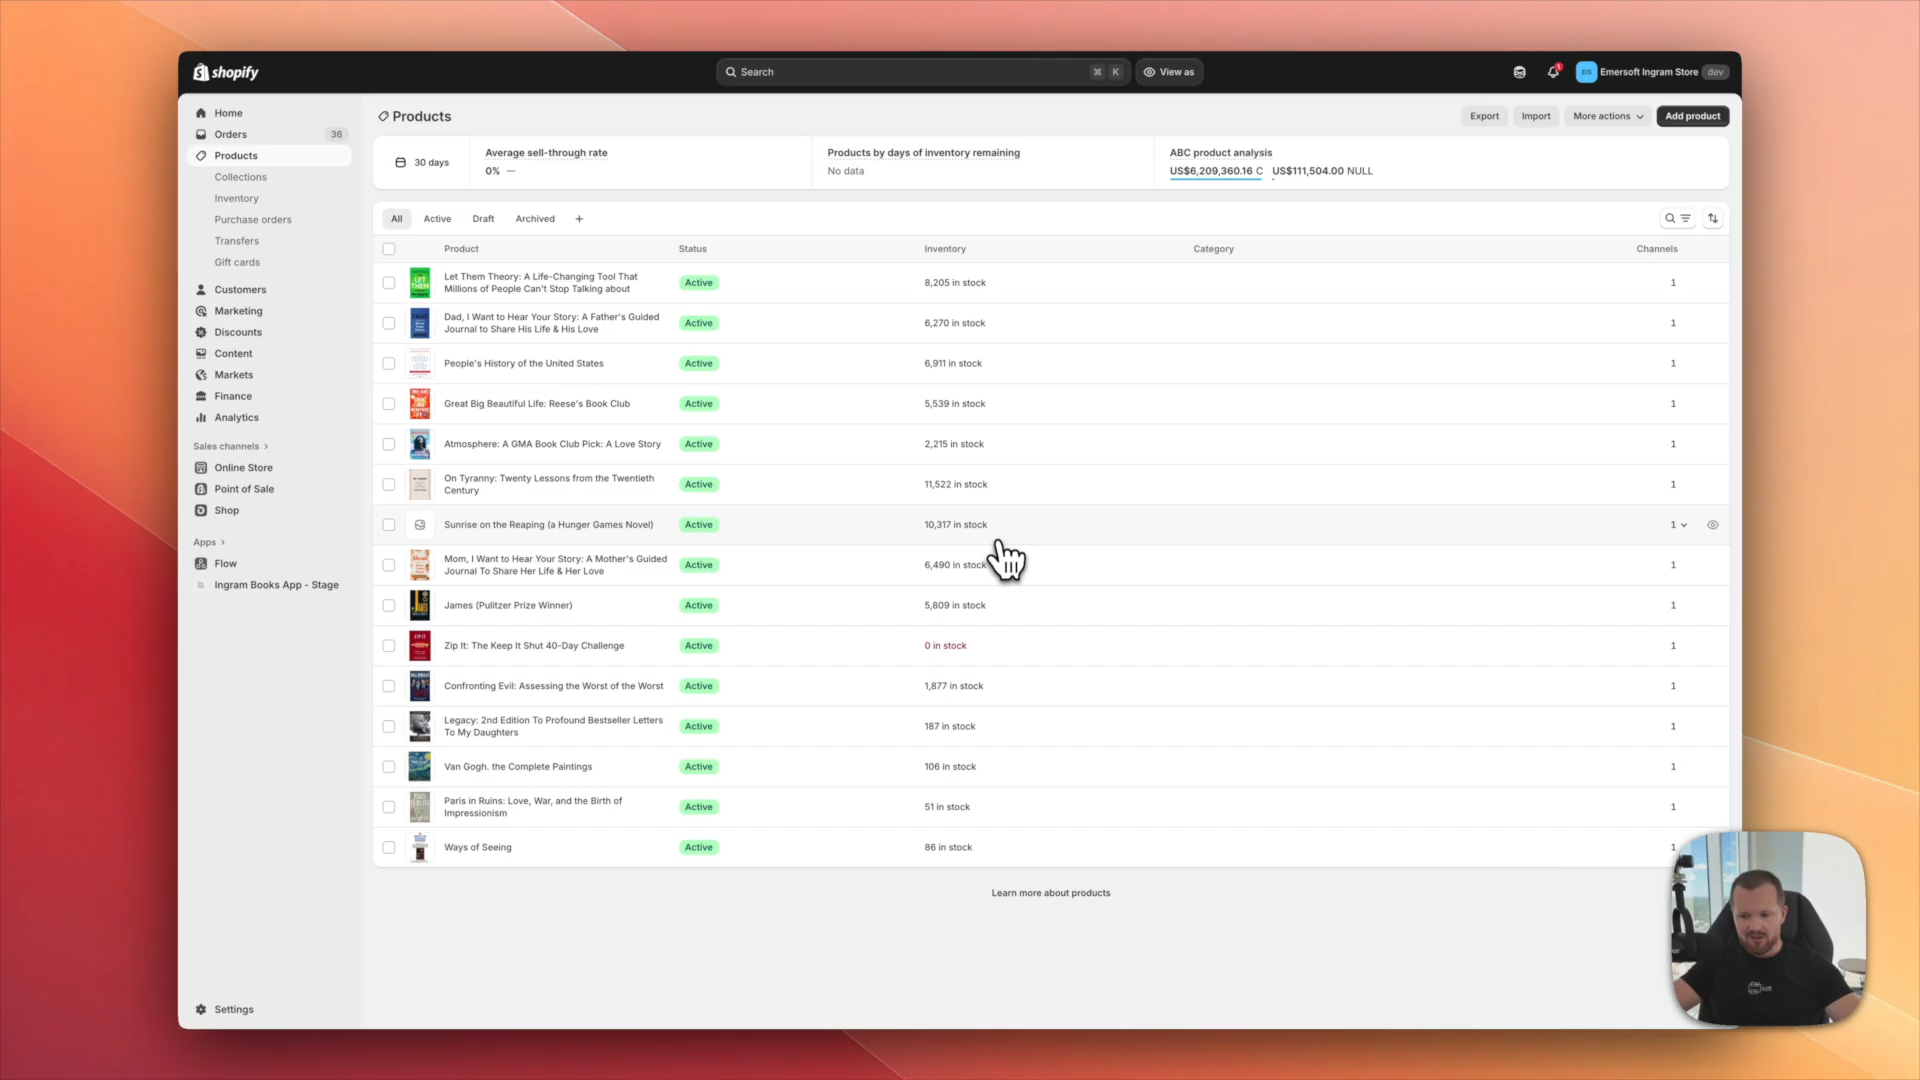 shopify
Search
⌘ K
View as
1
EIS
Emersoft Ingram Store dev
Home
Orders 36
Products
Collections
Inventory
Purchase orders
Transfers
Gift cards
Customers
Marketing
Discounts
Content
Markets
Finance
Analytics
Sales channels
Online Store
Point of Sale
Shop
Apps
Flow
Ingram Books App - Stage
Settings
Products
Export
Import
More actions
Add product
30 days
Average sell-through rate
0% —
Products by days of inventory remaining
No data
ABC product analysis
US$6,209,360.16 C US$111,504.00 NULL
All Active Draft Archived +
Product Status Inventory Category Channels
Let Them Theory: A Life-Changing Tool That
Millions of People Can't Stop Talking about
Active 8,205 in stock 1
Dad, I Want to Hear Your Story: A Father's Guided
Journal to Share His Life & His Love
Active 6,270 in stock 1
People's History of the United States Active 6,911 in stock 1
Great Big Beautiful Life: Reese's Book Club Active 5,539 in stock 1
Atmosphere: A GMA Book Club Pick: A Love Story Active 2,215 in stock 1
On Tyranny: Twenty Lessons from the Twentieth
Century
Active 11,522 in stock 1
Sunrise on the Reaping (a Hunger Games Novel) Active 10,317 in stock 1
Mom, I Want to Hear Your Story: A Mother's Guided
Journal To Share Her Life & Her Love
Active 6,490 in stock 1
James (Pulitzer Prize Winner) Active 5,809 in stock 1
Zip It: The Keep It Shut 40-Day Challenge Active 0 in stock 1
Confronting Evil: Assessing the Worst of the Worst Active 1,877 in stock 1
Legacy: 2nd Edition To Profound Bestseller Letters
To My Daughters
Active 187 in stock 1
Van Gogh. the Complete Paintings Active 106 in stock 1
Paris in Ruins: Love, War, and the Birth of
Impressionism
Active 51 in stock 1
Ways of Seeing Active 86 in stock 1
Learn more about products